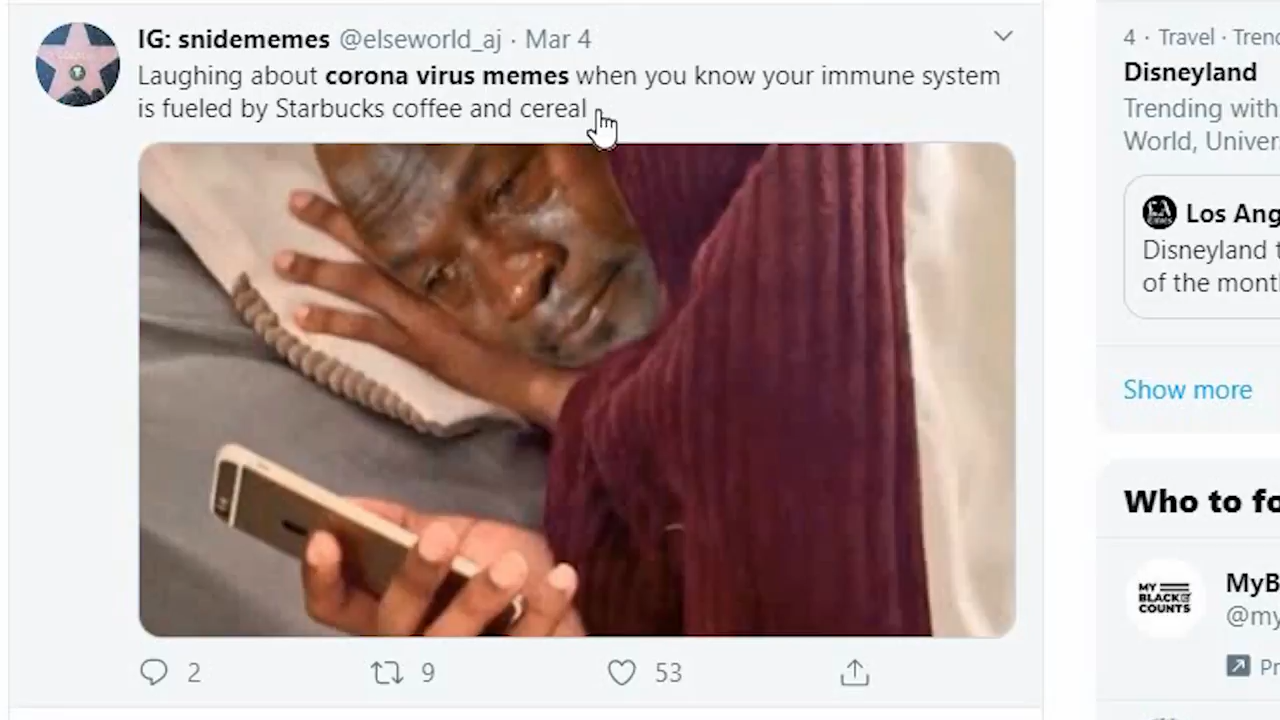 IG: snidememes @elseworld_aj · Mar 4
Laughing about corona virus memes when you know your immune system
is fueled by Starbucks coffee and cereal
2
9
53
4 · Travel · Trend
Disneyland
Trending with
World, Univer
Los Ang
Disneyland t
of the mont
Show more
Who to fo
MY
BLACK
COUNTS
MyB
@my
Pr